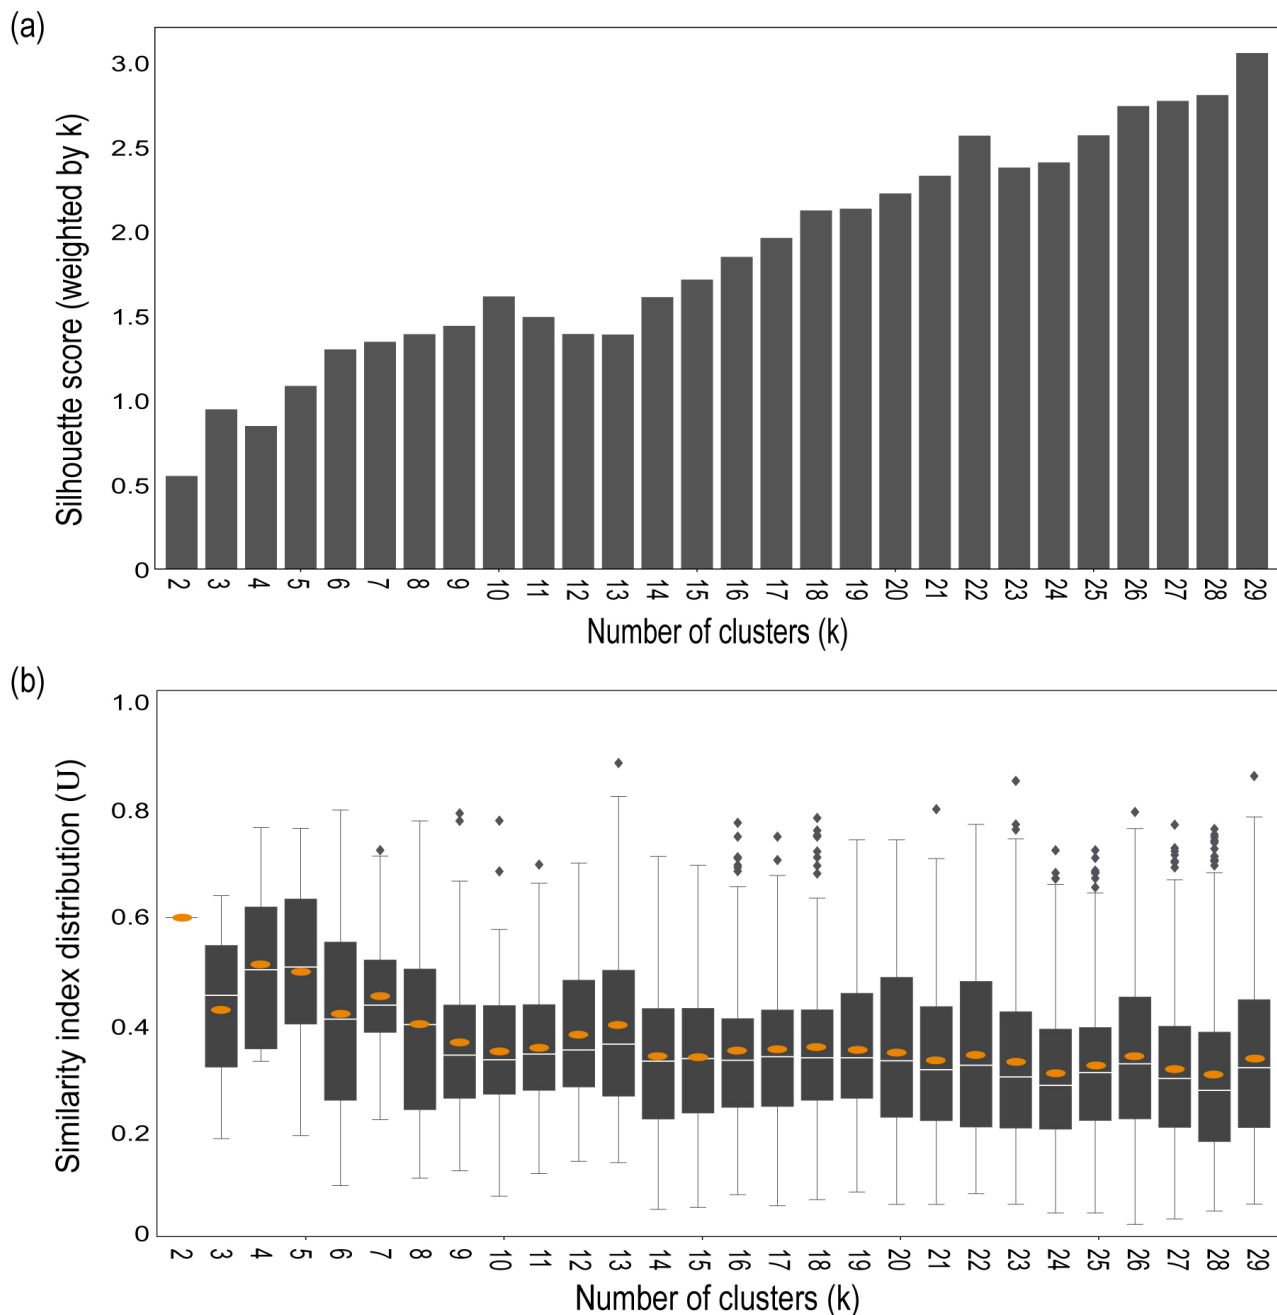 (a)
Silhouette score (weighted by k)
3.0
2.5
2.0
1.5
1.0
0.5
0
2 3 4 5 6 7 8 9 10 11 12 13 14 15 16 17 18 19 20 21 22 23 24 25 26 27 28 29
Number of clusters (k)
(b)
Similarity index distribution (U)
1.0
0.8
0.6
0.4
0.2
0
2 3 4 5 6 7 8 9 10 11 12 13 14 15 16 17 18 19 20 21 22 23 24 25 26 27 28 29
Number of clusters (k)